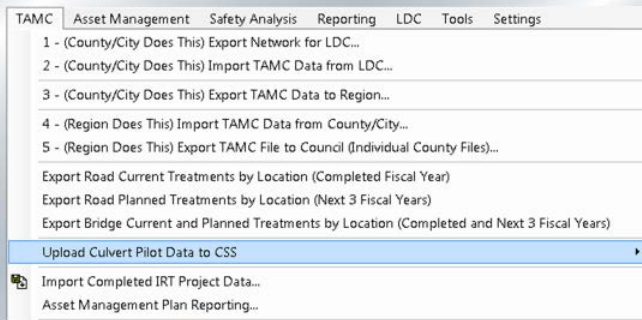 TAMC Asset Management Safety Analysis Reporting LDC Tools Settings
1 - (County/City Does This) Export Network for LDC...
2 - (County/City Does This) Import TAMC Data from LDC...
3 - (County/City Does This) Export TAMC Data to Region...
4 - (Region Does This) Import TAMC Data from County/City...
5 - (Region Does This) Export TAMC File to Council (Individual County Files)...
Export Road Current Treatments by Location (Completed Fiscal Year)
Export Road Planned Treatments by Location (Next 3 Fiscal Years)
Export Bridge Current and Planned Treatments by Location (Completed and Next 3 Fiscal Years)
Upload Culvert Pilot Data to CSS
Import Completed IRT Project Data...
Asset Management Plan Reporting...